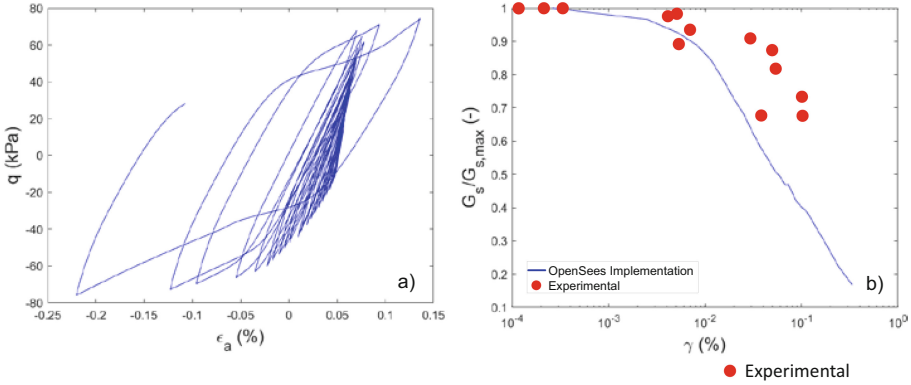 80
60
40
20
0
-20
-40
-60
-80
q (kPa)
-0.25 -0.2 -0.15 -0.1 -0.05 0 0.05 0.1 0.15
ϵa (%)
a)
1
0.9
0.8
0.7
0.6
0.5
0.4
0.3
0.2
0.1
Gs/Gs,max (-)
OpenSees Implementation
Experimental
b)
10-4 10-3 10-2 10-1 100
γ (%)
Experimental